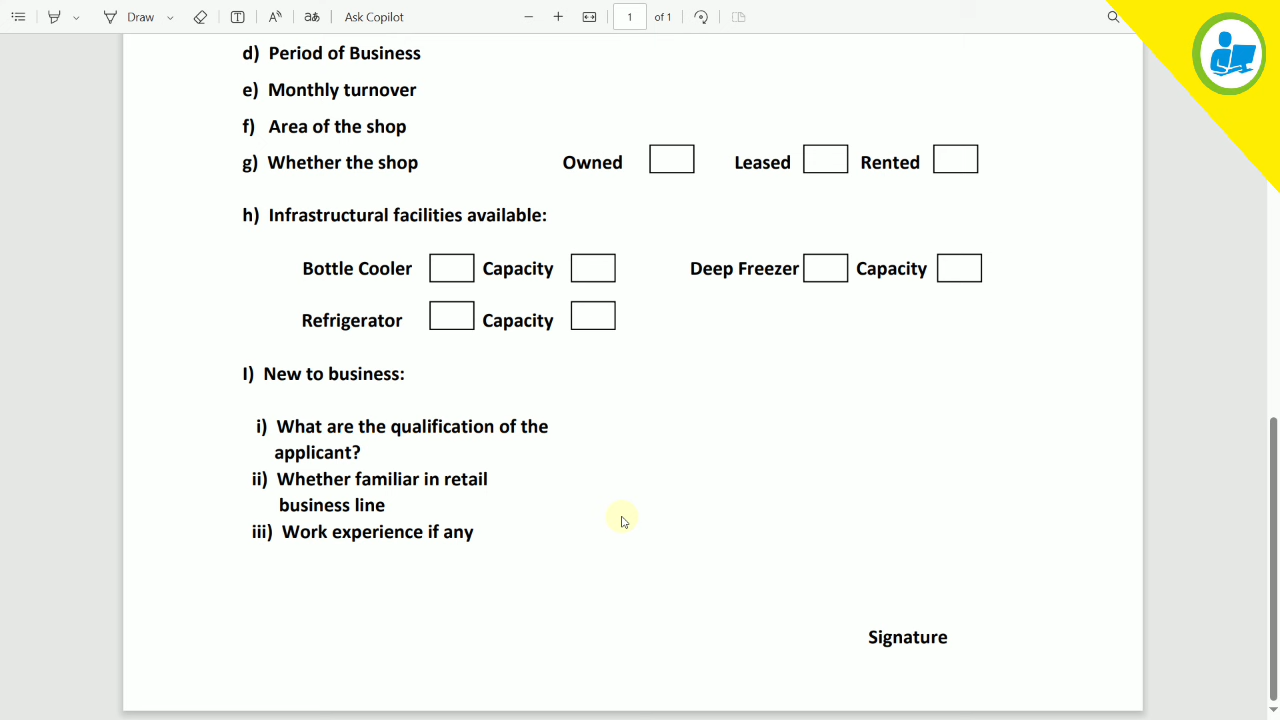 Draw Ask Copilot 1 of 1
d) Period of Business
e) Monthly turnover
f) Area of the shop
g) Whether the shop Owned Leased Rented
h) Infrastructural facilities available:
Bottle Cooler Capacity Deep Freezer Capacity
Refrigerator Capacity
I) New to business:
i) What are the qualification of the
applicant?
ii) Whether familiar in retail
business line
iii) Work experience if any
Signature